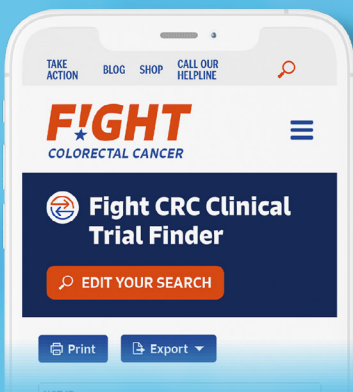 TAKE ACTION
BLOG
SHOP
CALL OUR HELPLINE
F!GHT
COLORECTAL CANCER
Fight CRC Clinical
Trial Finder
EDIT YOUR SEARCH
Print
Export